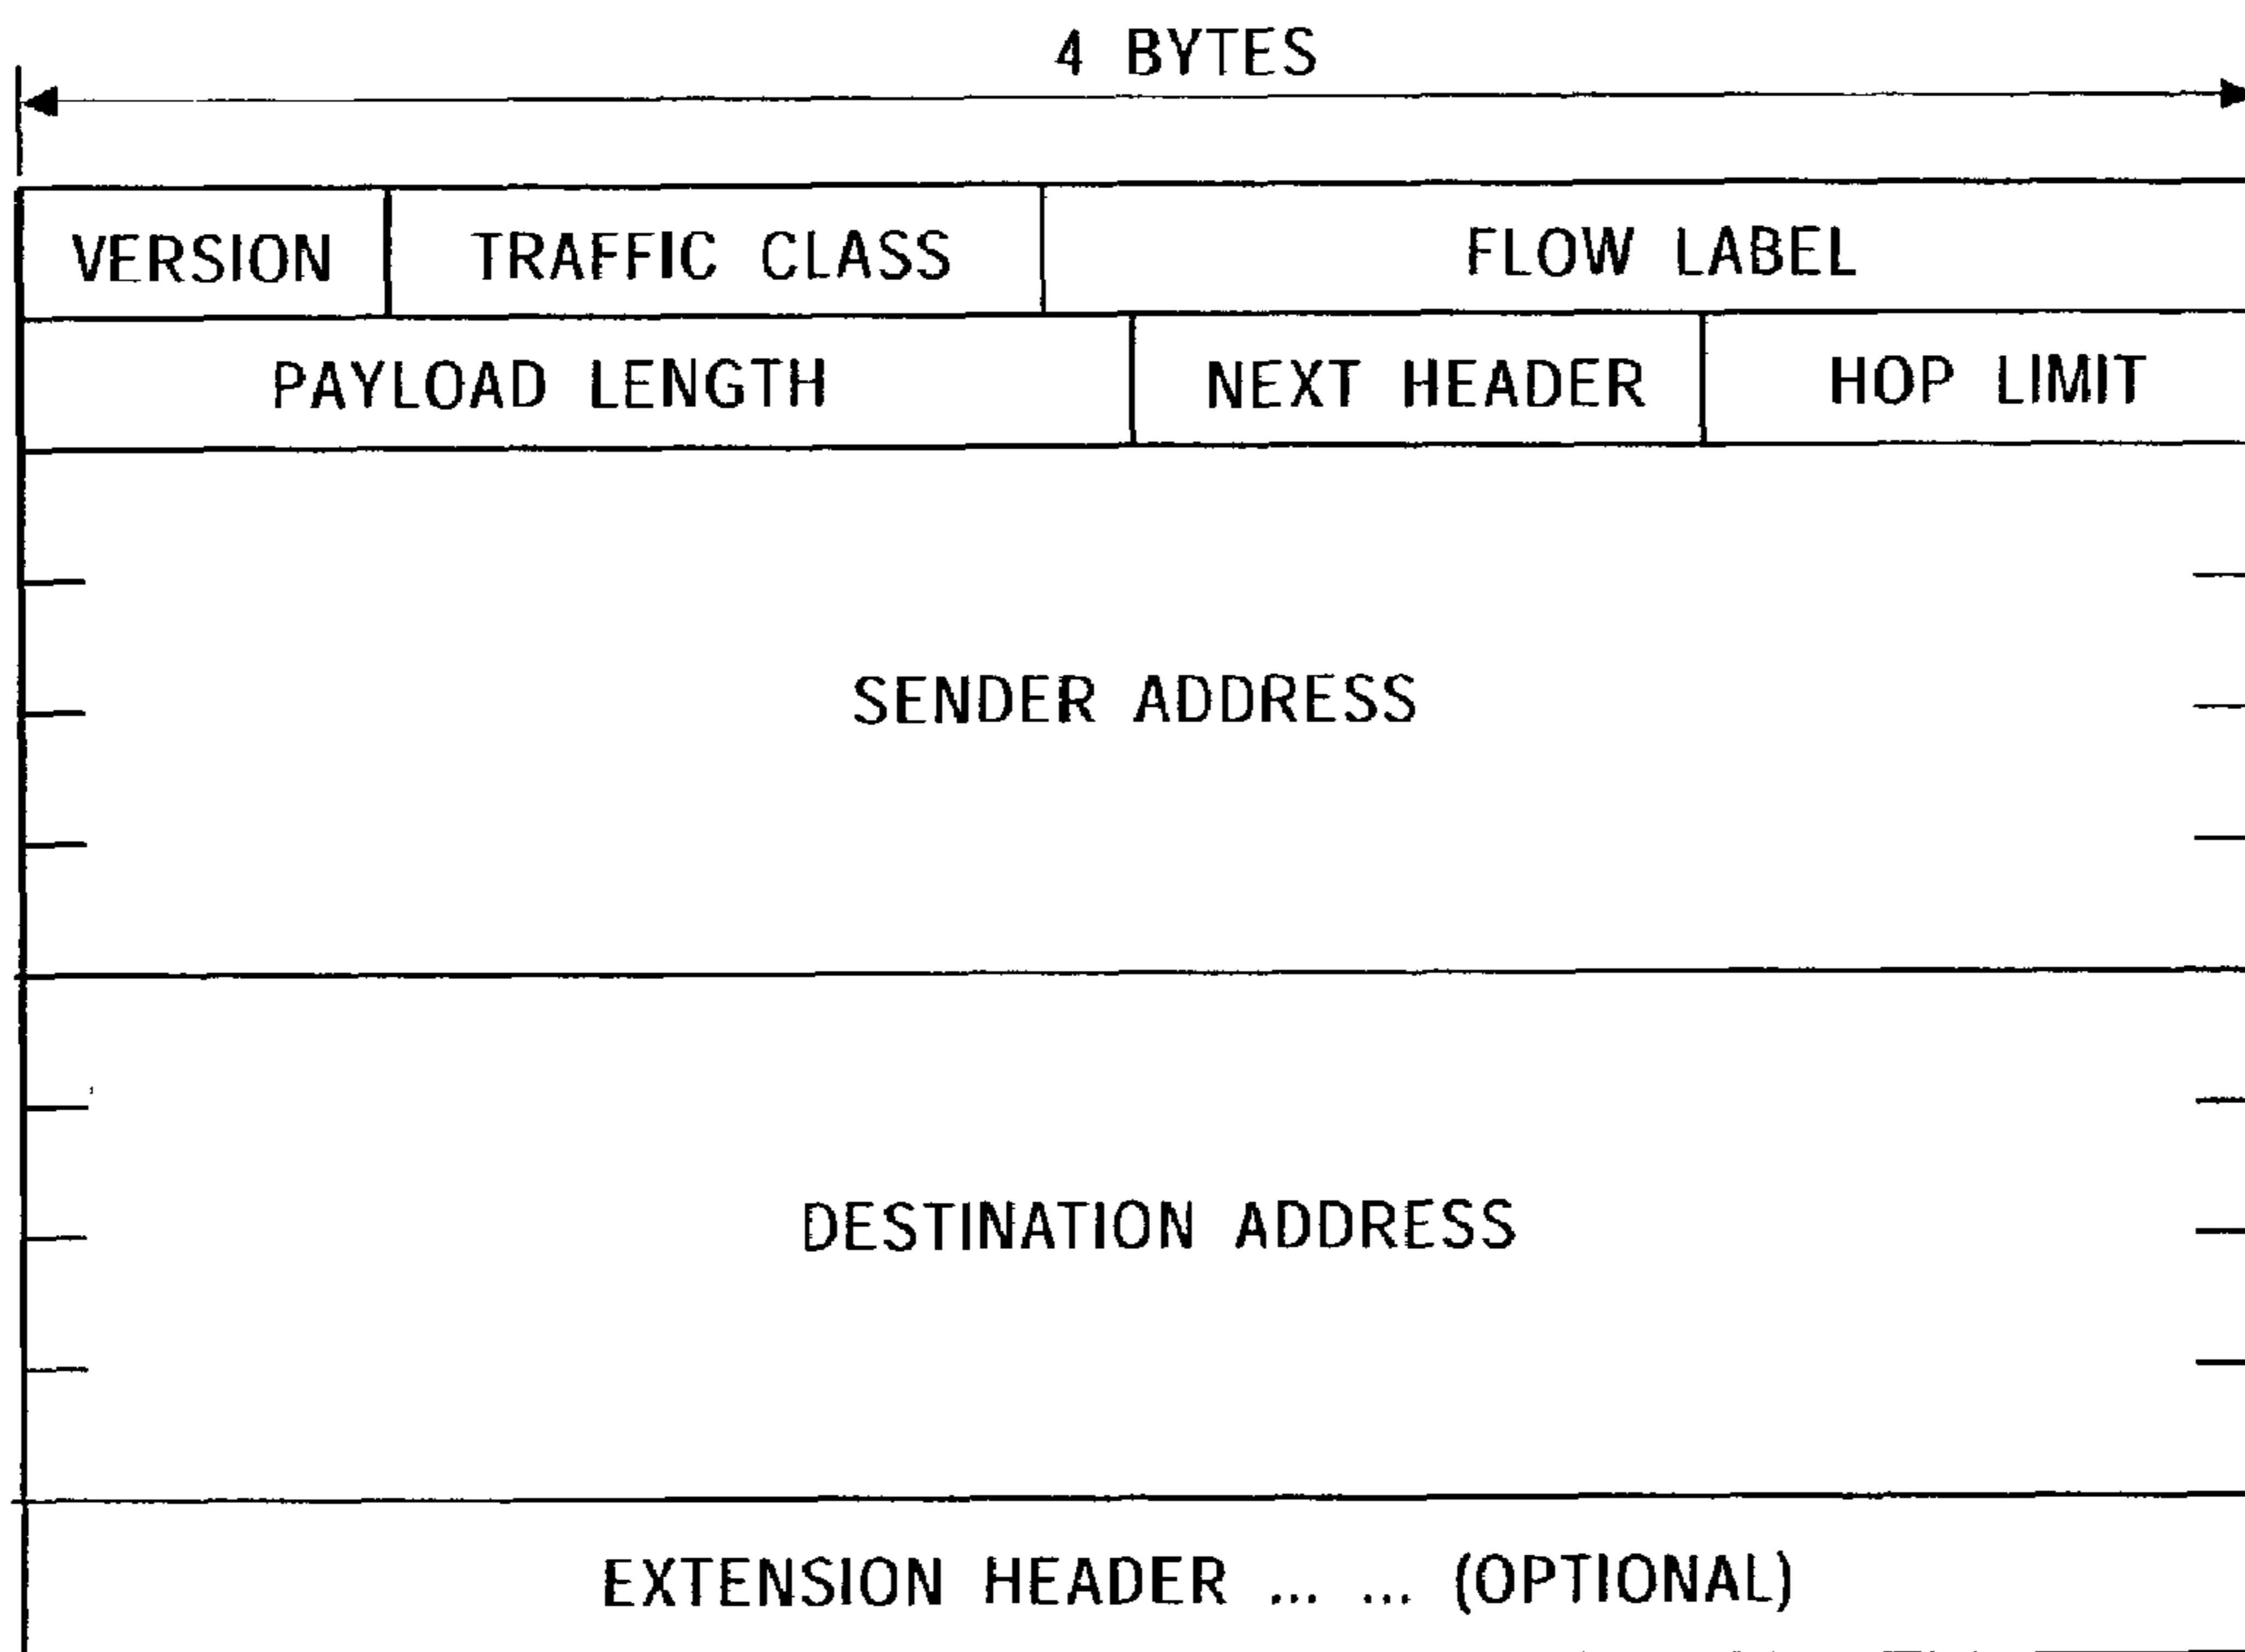 4 BYTES
VERSION TRAFFIC CLASS FLOW LABEL
PAYLOAD LENGTH NEXT HEADER HOP LIMIT
SENDER ADDRESS
DESTINATION ADDRESS
EXTENSION HEADER ... ... (OPTIONAL)